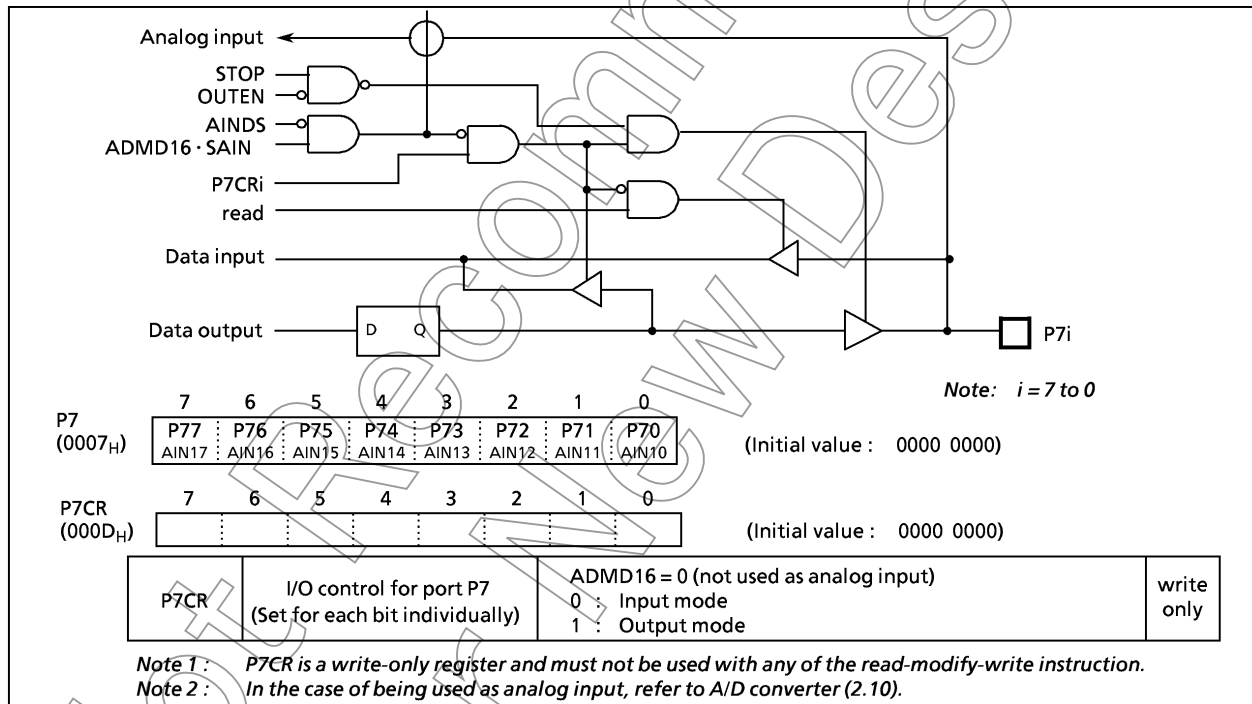 Analog input
STOP
OUTEN
AINDS
ADMD16 · SAIN
P7CRi
read
Data input
Data output
D Q
P7i
Note: i = 7 to 0
7 6 5 4 3 2 1 0
P7
(0007H)
P77 P76 P75 P74 P73 P72 P71 P70
AIN17 AIN16 AIN15 AIN14 AIN13 AIN12 AIN11 AIN10
(Initial value : 0000 0000)
7 6 5 4 3 2 1 0
P7CR
(000DH)
(Initial value : 0000 0000)
P7CR
I/O control for port P7
(Set for each bit individually)
ADMD16 = 0 (not used as analog input)
0 : Input mode
1 : Output mode
write
only
Note 1 : P7CR is a write-only register and must not be used with any of the read-modify-write instruction.
Note 2 : In the case of being used as analog input, refer to A/D converter (2.10).